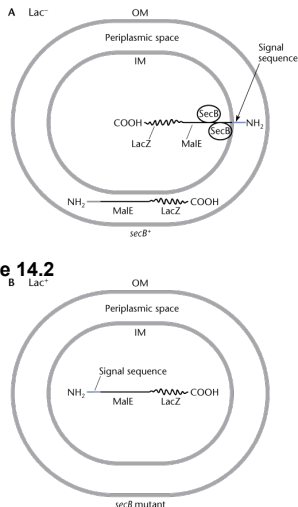 A Lac⁻ OM
Periplasmic space
IM
Signal
sequence
SecB
COOH NH₂
SecB
LacZ MalE
NH₂ COOH
MalE LacZ
secB⁺
e 14.2
B Lac⁺ OM
Periplasmic space
IM
Signal sequence
NH₂ COOH
MalE LacZ
secB mutant